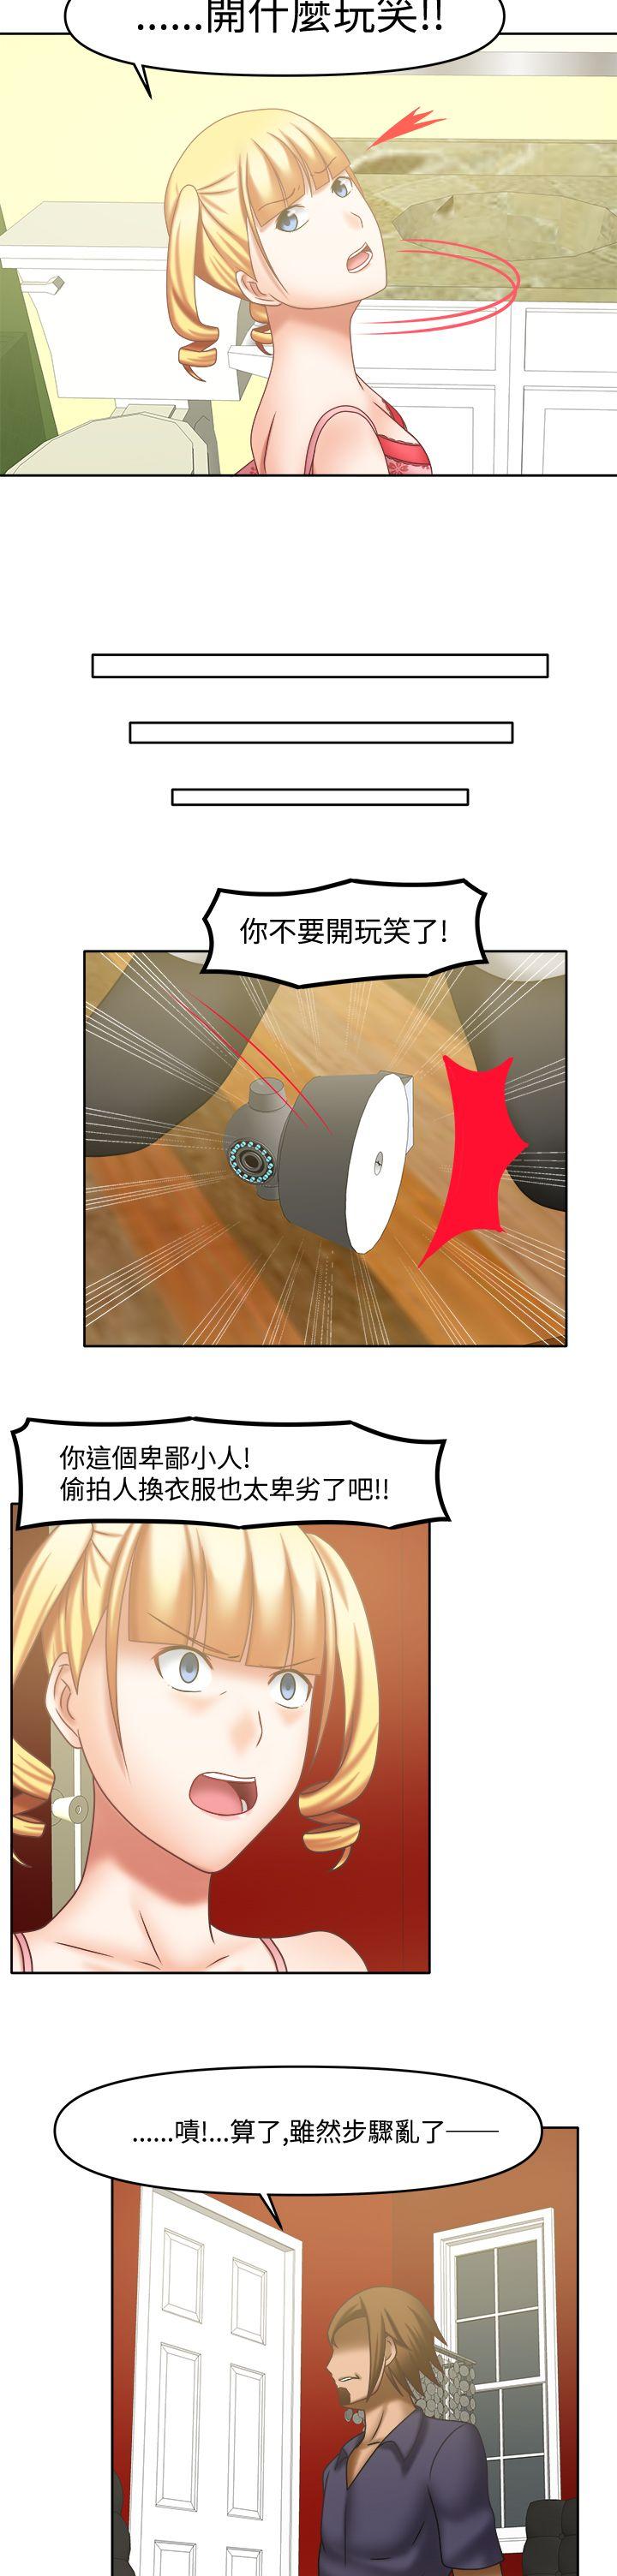 ......開什麼玩笑!!
你不要開玩笑了!
你這個卑鄙小人!
偷拍人換衣服也太卑劣了吧!!
......嘖!...算了,雖然步驟亂了——